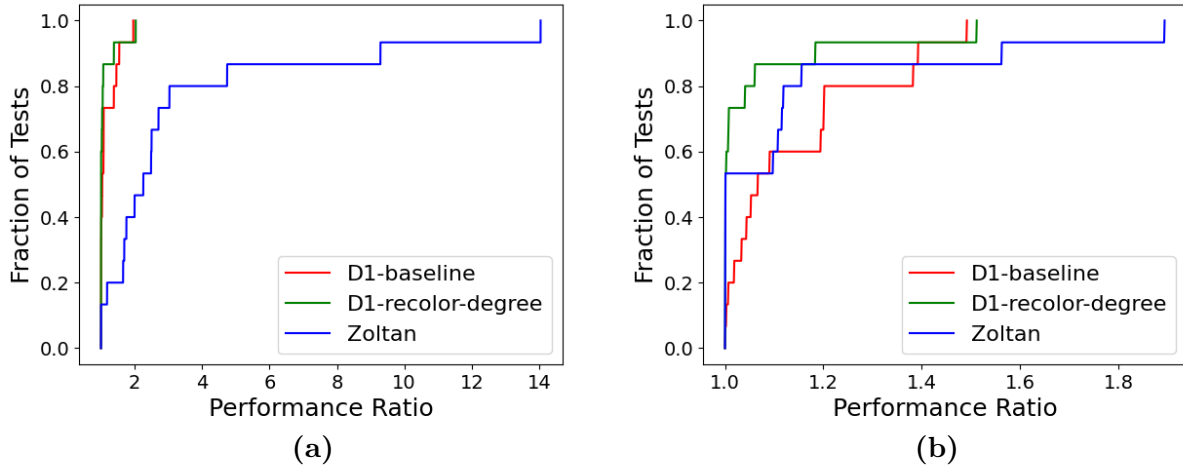 1.0
0.8
0.6
0.4
0.2
0.0
Fraction of Tests
D1-baseline
D1-recolor-degree
Zoltan
2 4 6 8 10 12 14
Performance Ratio
(a)
1.0
0.8
0.6
0.4
0.2
0.0
Fraction of Tests
D1-baseline
D1-recolor-degree
Zoltan
1.0 1.2 1.4 1.6 1.8
Performance Ratio
(b)